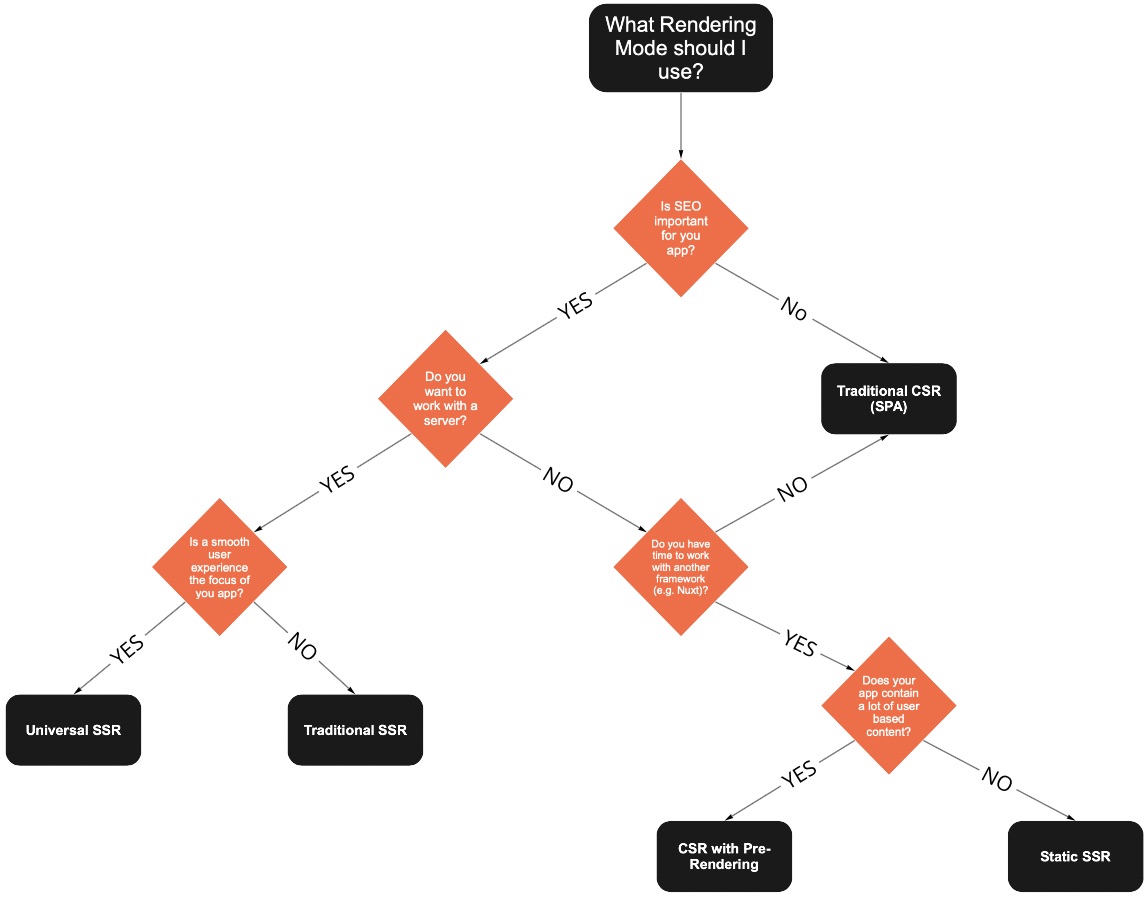 What Rendering
Mode should I
use?
Is SEO
important
for you
app?
YES
No
Do you
want to
work with a
server?
Traditional CSR
(SPA)
YES
NO
NO
Is a smooth
user
experience
the focus of
you app?
Do you have
time to work
with another
framework
(e.g. Nuxt)?
YES
NO
YES
Does your
app contain
a lot of user
based
content?
Universal SSR
Traditional SSR
YES
NO
CSR with Pre-
Rendering
Static SSR